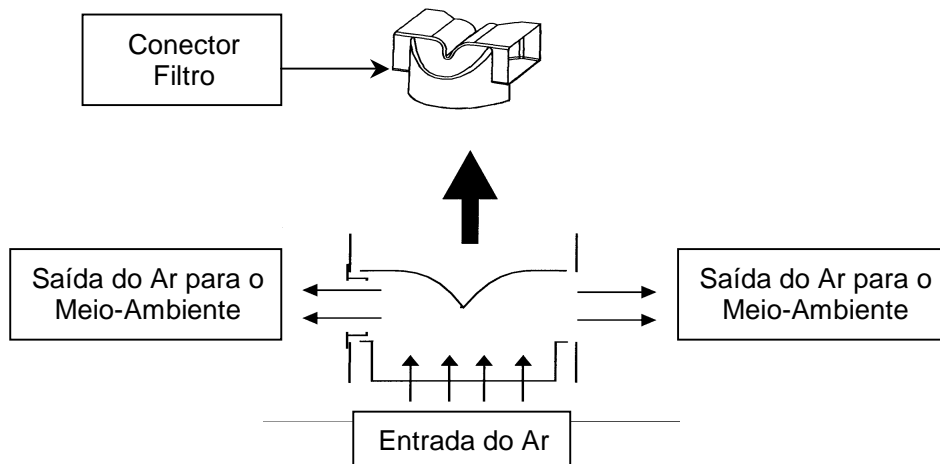 Conector
Filtro
Saída do Ar para o
Meio-Ambiente
Saída do Ar para o
Meio-Ambiente
Entrada do Ar